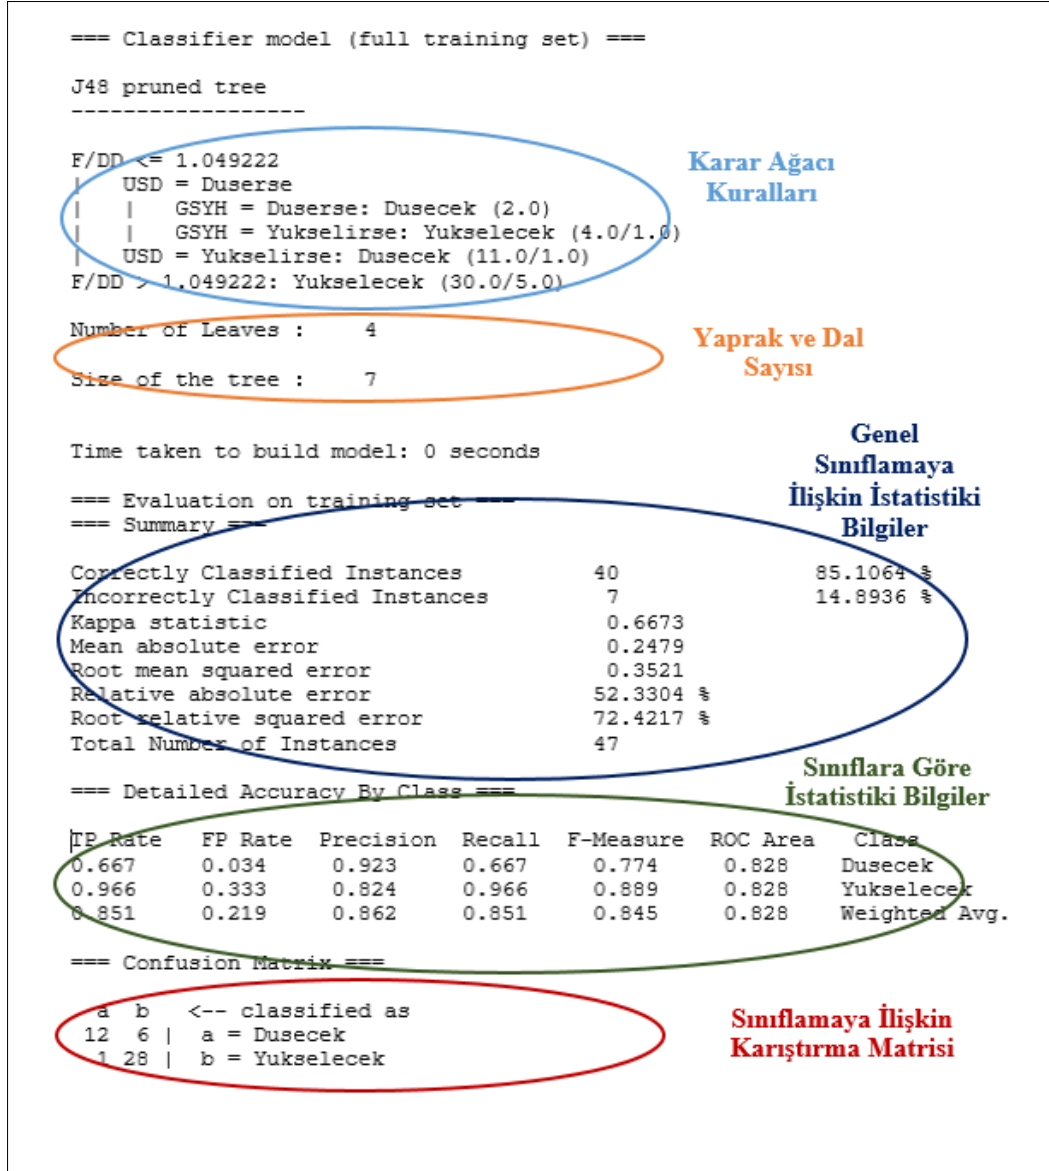 === Classifier model (full training set) ===
J48 pruned tree
------------------
F/DD <= 1.049222
|   USD = Duserse
|   |   GSYH = Duserse: Dusecek (2.0)
|   |   GSYH = Yukselirse: Yukselecek (4.0/1.0)
|   USD = Yukselirse: Dusecek (11.0/1.0)
F/DD > 1.049222: Yukselecek (30.0/5.0)
Karar Ağacı
Kuralları
Number of Leaves  :    4
Size of the tree :    7
Yaprak ve Dal
Sayısı
Time taken to build model: 0 seconds
Genel
Sınıflamaya
İlişkin İstatistiki
Bilgiler
=== Evaluation on training set ===
=== Summary ===
Correctly Classified Instances 40 85.1064 %
Incorrectly Classified Instances 7 14.8936 %
Kappa statistic 0.6673
Mean absolute error 0.2479
Root mean squared error 0.3521
Relative absolute error 52.3304 %
Root relative squared error 72.4217 %
Total Number of Instances 47
Sınıflara Göre
İstatistiki Bilgiler
=== Detailed Accuracy By Class ===
TP Rate FP Rate Precision Recall F-Measure ROC Area Class
0.667 0.034 0.923 0.667 0.774 0.828 Dusecek
0.966 0.333 0.824 0.966 0.889 0.828 Yukselecek
0.851 0.219 0.862 0.851 0.845 0.828 Weighted Avg.
=== Confusion Matrix ===
a b <-- classified as
12 6 | a = Dusecek
1 28 | b = Yukselecek
Sınıflamaya İlişkin
Karıştırma Matrisi